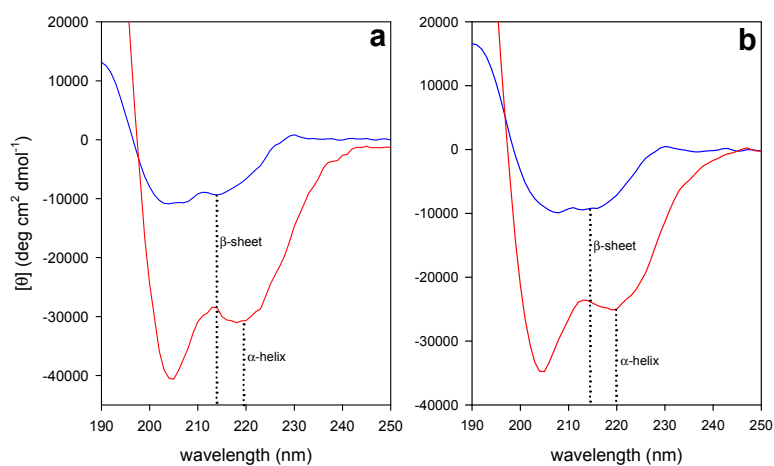 a
[θ] (deg cm² dmol⁻¹)
20000
10000
0
-10000
-20000
-30000
-40000
β-sheet
α-helix
190 200 210 220 230 240 250
wavelength (nm)
b
20000
10000
0
-10000
-20000
-30000
-40000
β-sheet
α-helix
190 200 210 220 230 240 250
wavelength (nm)